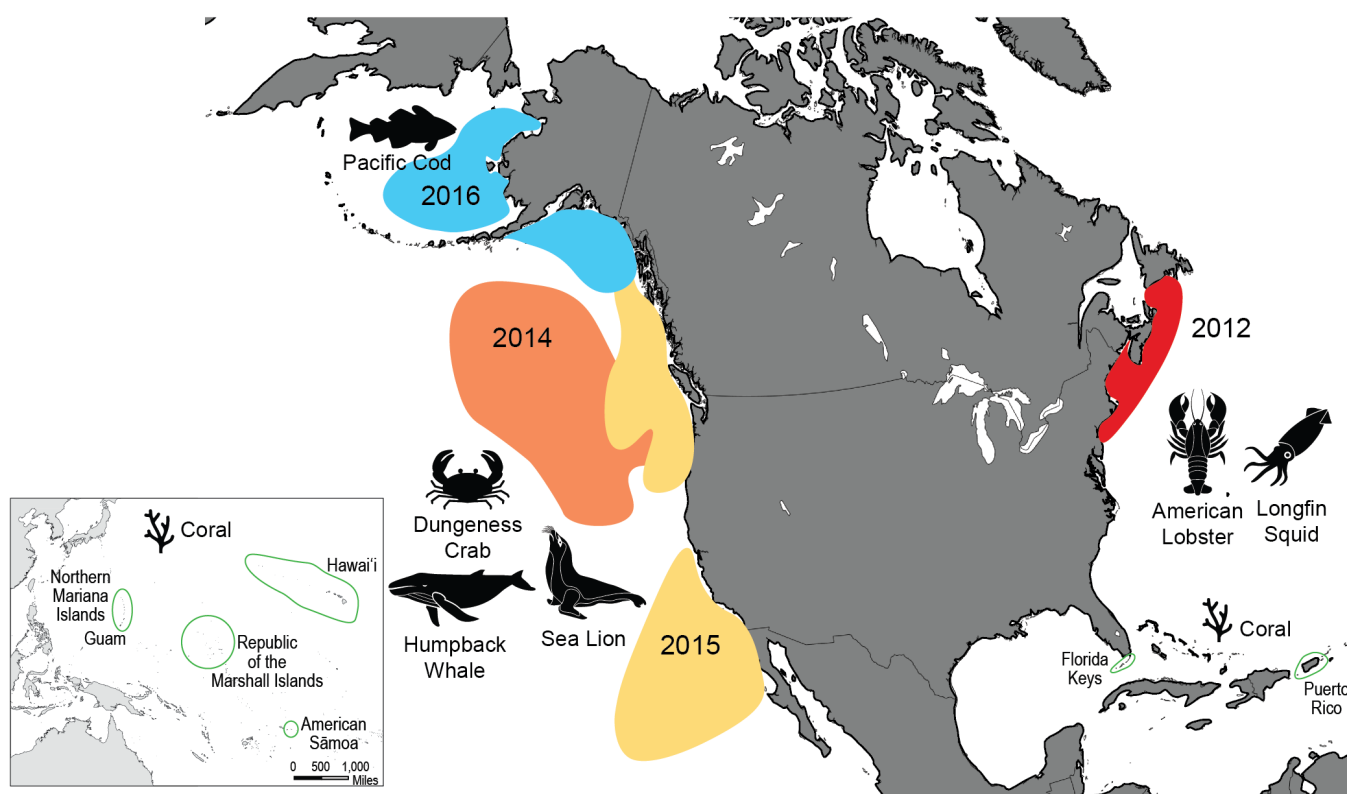 Pacific Cod
2016
2014
2012
American
Lobster
Longfin
Squid
Dungeness
Crab
Humpback
Whale
Sea Lion
2015
Coral
Florida
Keys
Puerto
Rico
Coral
Hawai‘i
Northern
Mariana
Islands
Guam
Republic
of the
Marshall Islands
American
Sāmoa
0 500 1,000
Miles